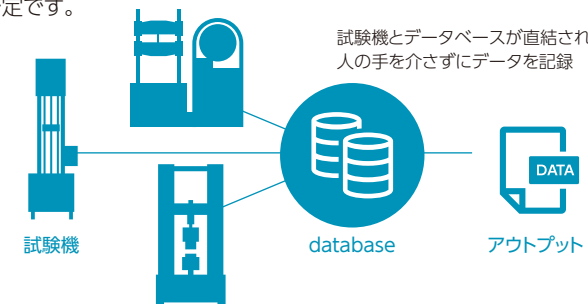 定です。
試験機とデータベースが直結され
人の手を介さずにデータを記録
DATA
試験機
database
アウトプット